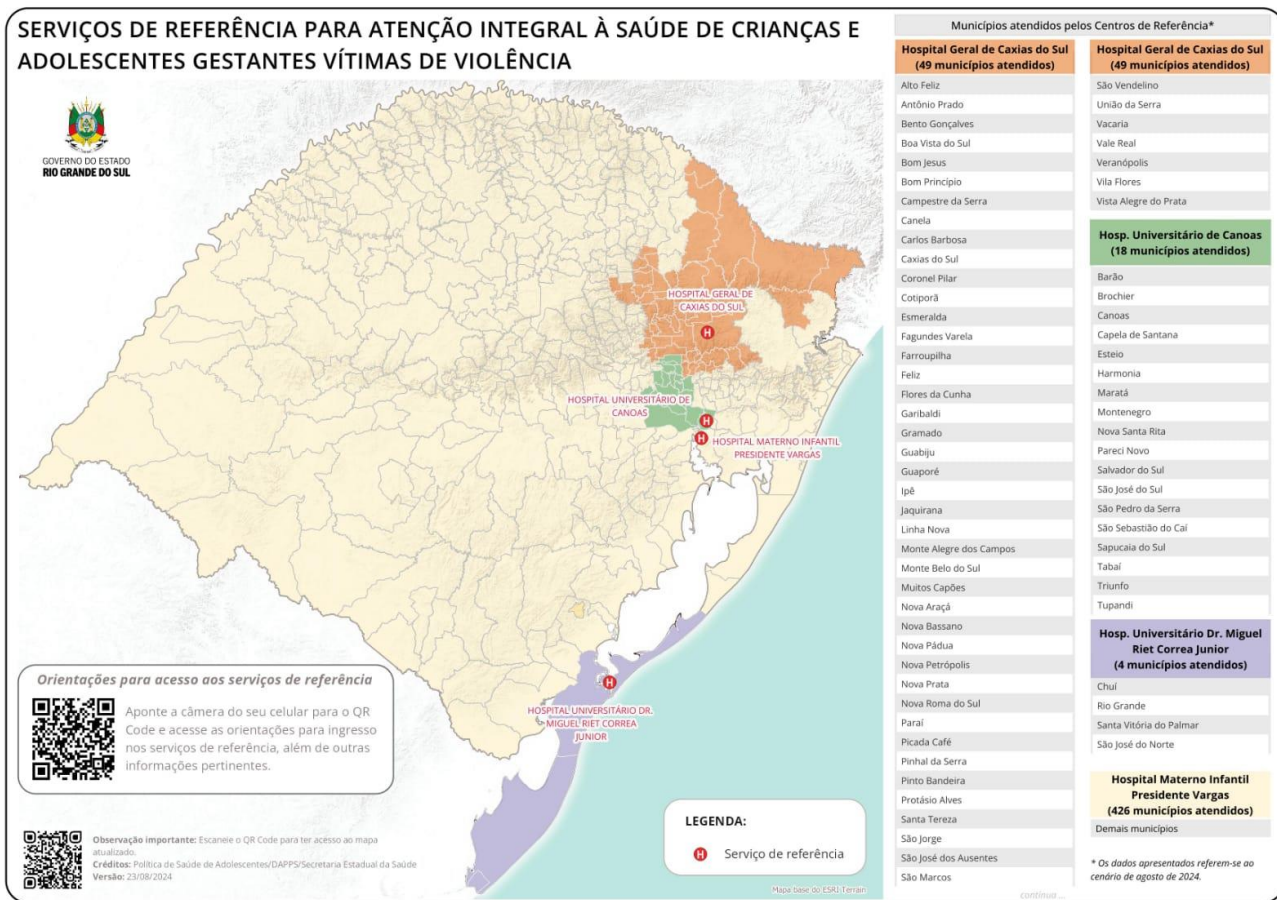 SERVIÇOS DE REFERÊNCIA PARA ATENÇÃO INTEGRAL À SAÚDE DE CRIANÇAS E
ADOLESCENTES GESTANTES VÍTIMAS DE VIOLÊNCIA
GOVERNO DO ESTADO
RIO GRANDE DO SUL
HOSPITAL GERAL DE
CAXIAS DO SUL
H
HOSPITAL UNIVERSITÁRIO DE
CANOAS
H
H
HOSPITAL MATERNO INFANTIL
PRESIDENTE VARGAS
H
HOSPITAL UNIVERSITÁRIO DR.
MIGUEL RIET CORREA
JUNIOR
Orientações para acesso aos serviços de referência
Aponte a câmera do seu celular para o QR
Code e acesse as orientações para ingresso
nos serviços de referência, além de outras
informações pertinentes.
Observação importante: Escaneie o QR Code para ter acesso ao mapa
atualizado.
Créditos: Política de Saúde de Adolescentes/DAPPS/Secretaria Estadual da Saúde
Versão: 23/08/2024
LEGENDA:
H Serviço de referência
Mapa base do ESRI Terrain
Municípios atendidos pelos Centros de Referência*
Hospital Geral de Caxias do Sul
(49 municípios atendidos)
Alto Feliz
Antônio Prado
Bento Gonçalves
Boa Vista do Sul
Bom Jesus
Bom Princípio
Campestre da Serra
Canela
Carlos Barbosa
Caxias do Sul
Coronel Pilar
Cotiporã
Esmeralda
Fagundes Varela
Farroupilha
Feliz
Flores da Cunha
Garibaldi
Gramado
Guabiju
Guaporé
Ipê
Jaquirana
Linha Nova
Monte Alegre dos Campos
Monte Belo do Sul
Muitos Capões
Nova Araçá
Nova Bassano
Nova Pádua
Nova Petrópolis
Nova Prata
Nova Roma do Sul
Paraí
Picada Café
Pinhal da Serra
Pinto Bandeira
Protásio Alves
Santa Tereza
São Jorge
São José dos Ausentes
São Marcos
continua ...
Hospital Geral de Caxias do Sul
(49 municípios atendidos)
São Vendelino
União da Serra
Vacaria
Vale Real
Veranópolis
Vila Flores
Vista Alegre do Prata
Hosp. Universitário de Canoas
(18 municípios atendidos)
Barão
Brochier
Canoas
Capela de Santana
Esteio
Harmonia
Maratá
Montenegro
Nova Santa Rita
Pareci Novo
Salvador do Sul
São José do Sul
São Pedro da Serra
São Sebastião do Caí
Sapucaia do Sul
Tabaí
Triunfo
Tupandi
Hosp. Universitário Dr. Miguel
Riet Correa Junior
(4 municípios atendidos)
Chuí
Rio Grande
Santa Vitória do Palmar
São José do Norte
Hospital Materno Infantil
Presidente Vargas
(426 municípios atendidos)
Demais municípios
* Os dados apresentados referem-se ao
cenário de agosto de 2024.